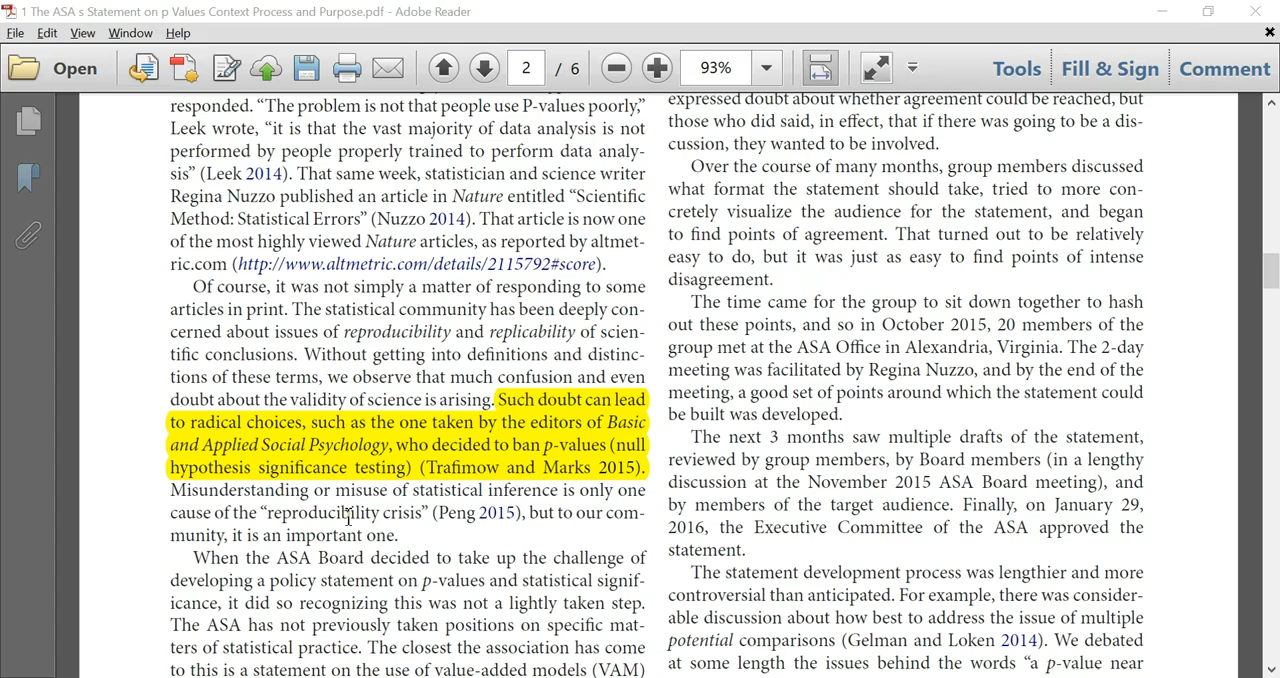 1 The ASA s Statement on p Values Context Process and Purpose.pdf - Adobe Reader
File Edit View Window Help
Open 2 / 6 93% Tools Fill & Sign Comment
responded. “The problem is not that people use P-values poorly,”
Leek wrote, “it is that the vast majority of data analysis is not
performed by people properly trained to perform data analy-
sis” (Leek 2014). That same week, statistician and science writer
Regina Nuzzo published an article in Nature entitled “Scientific
Method: Statistical Errors” (Nuzzo 2014). That article is now one
of the most highly viewed Nature articles, as reported by altmet-
ric.com (http://www.altmetric.com/details/2115792#score).
Of course, it was not simply a matter of responding to some
articles in print. The statistical community has been deeply con-
cerned about issues of reproducibility and replicability of scien-
tific conclusions. Without getting into definitions and distinc-
tions of these terms, we observe that much confusion and even
doubt about the validity of science is arising. Such doubt can lead
to radical choices, such as the one taken by the editors of Basic
and Applied Social Psychology, who decided to ban p-values (null
hypothesis significance testing) (Trafimow and Marks 2015).
Misunderstanding or misuse of statistical inference is only one
cause of the “reproducibility crisis” (Peng 2015), but to our com-
munity, it is an important one.
When the ASA Board decided to take up the challenge of
developing a policy statement on p-values and statistical signif-
icance, it did so recognizing this was not a lightly taken step.
The ASA has not previously taken positions on specific mat-
ters of statistical practice. The closest the association has come
to this is a statement on the use of value-added models (VAM)
expressed doubt about whether agreement could be reached, but
those who did said, in effect, that if there was going to be a dis-
cussion, they wanted to be involved.
Over the course of many months, group members discussed
what format the statement should take, tried to more con-
cretely visualize the audience for the statement, and began
to find points of agreement. That turned out to be relatively
easy to do, but it was just as easy to find points of intense
disagreement.
The time came for the group to sit down together to hash
out these points, and so in October 2015, 20 members of the
group met at the ASA Office in Alexandria, Virginia. The 2-day
meeting was facilitated by Regina Nuzzo, and by the end of the
meeting, a good set of points around which the statement could
be built was developed.
The next 3 months saw multiple drafts of the statement,
reviewed by group members, by Board members (in a lengthy
discussion at the November 2015 ASA Board meeting), and
by members of the target audience. Finally, on January 29,
2016, the Executive Committee of the ASA approved the
statement.
The statement development process was lengthier and more
controversial than anticipated. For example, there was consider-
able discussion about how best to address the issue of multiple
potential comparisons (Gelman and Loken 2014). We debated
at some length the issues behind the words “a p-value near